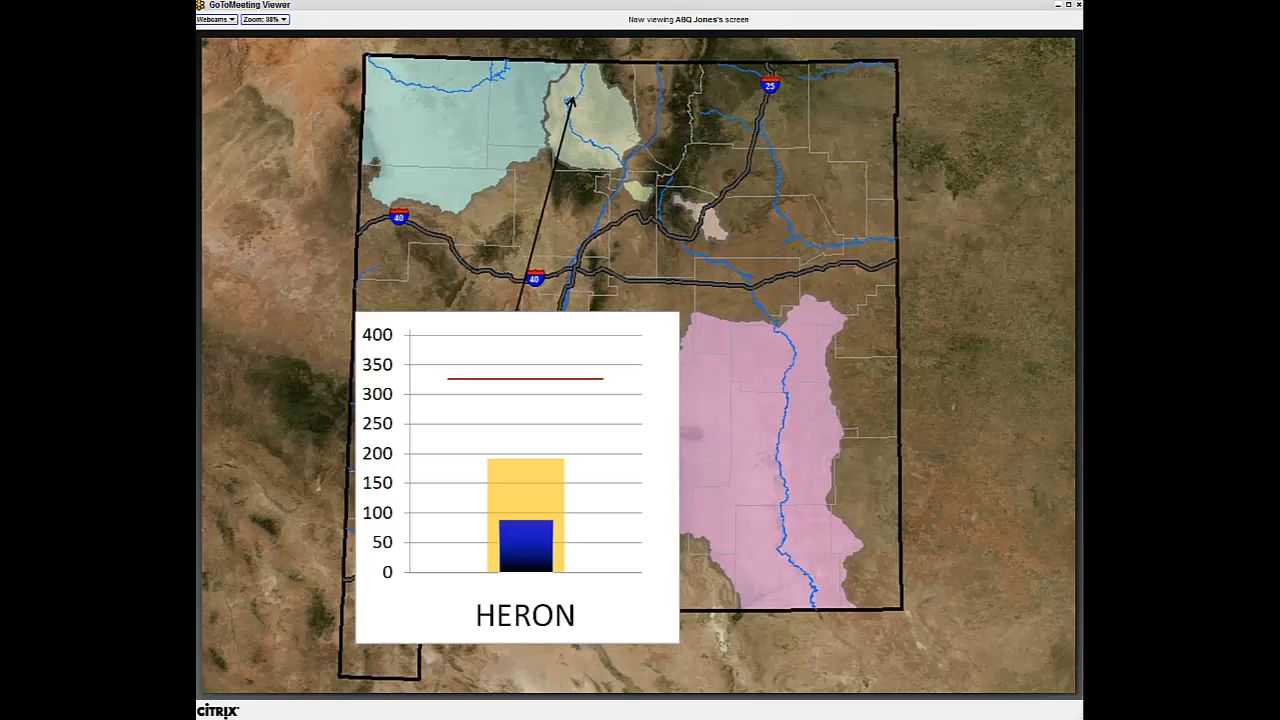 GoToMeeting Viewer
Webcams
Zoom: 38%
Now viewing ABQ Jones's screen
25
40
40
400
350
300
250
200
150
100
50
0
HERON
CITRIX